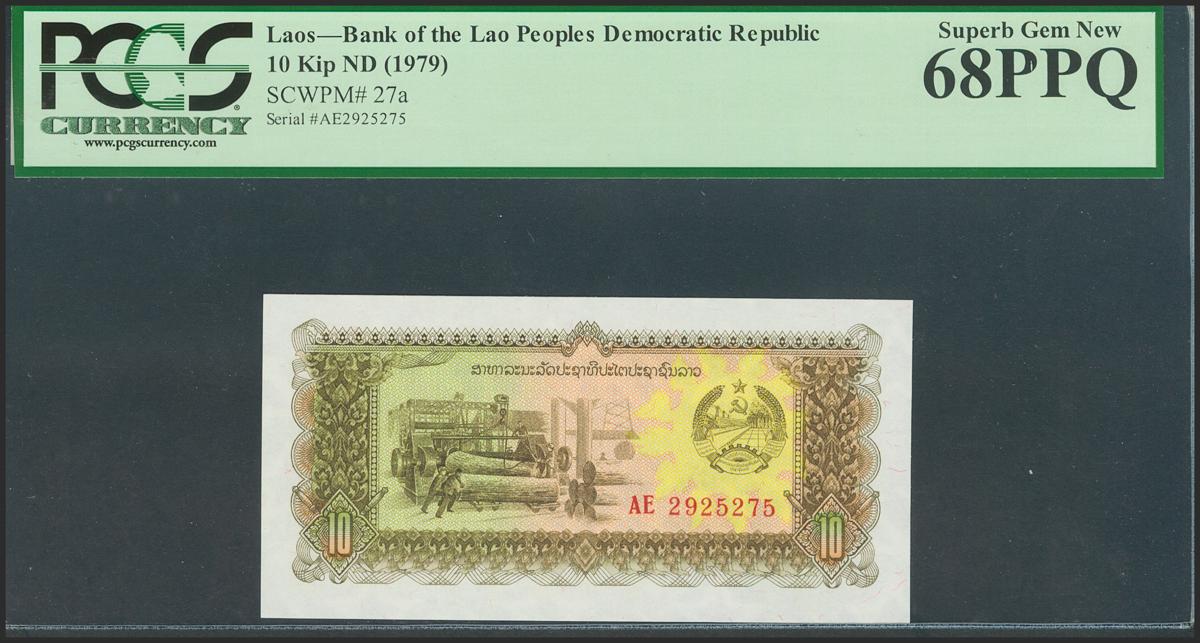 PCGS
CURRENCY
www.pcgscurrency.com
Laos—Bank of the Lao Peoples Democratic Republic
10 Kip ND (1979)
SCWPM# 27a
Serial #AE2925275
Superb Gem New
68PPQ
ສາທາລະນະລັດປະຊາທິປະໄຕປະຊາຊົນລາວ
AE 2925275
10
10